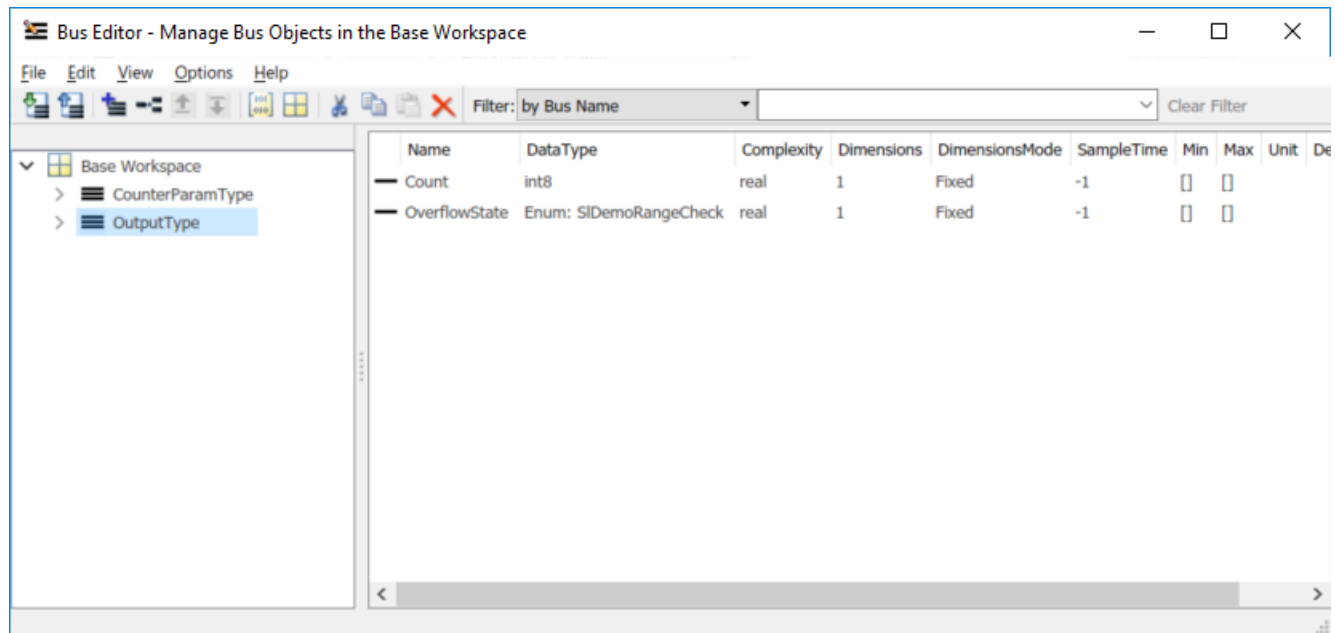 Bus Editor - Manage Bus Objects in the Base Workspace
File Edit View Options Help
Filter: by Bus Name Clear Filter
Name DataType Complexity Dimensions DimensionsMode SampleTime Min Max Unit De
Base Workspace
CounterParamType
OutputType
Count int8 real 1 Fixed -1 [] []
OverflowState Enum: SlDemoRangeCheck real 1 Fixed -1 [] []